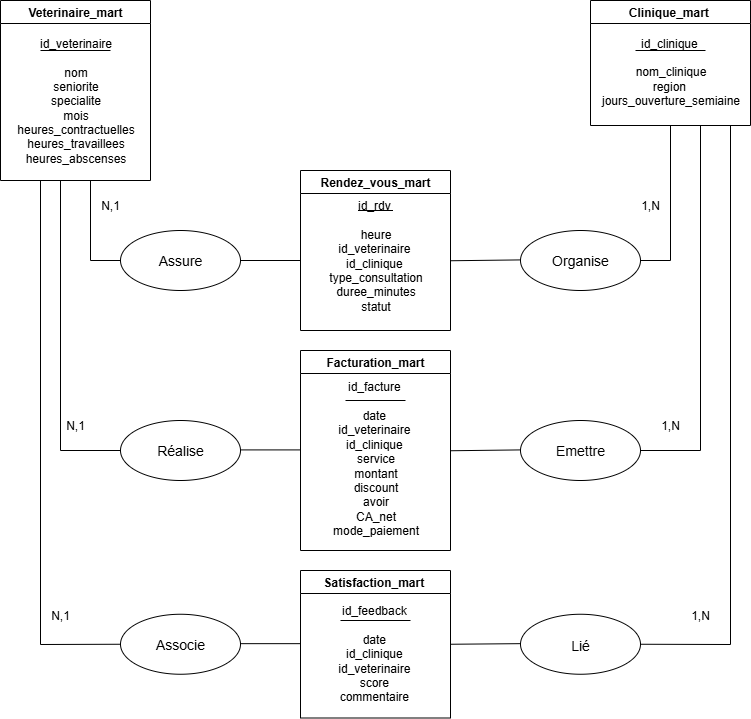 Veterinaire_mart
id_veterinaire
nom
seniorite
specialite
mois
heures_contractuelles
heures_travaillees
heures_abscenses
Clinique_mart
id_clinique
nom_clinique
region
jours_ouverture_semiaine
N,1
Assure
Rendez_vous_mart
id_rdv
heure
id_veterinaire
id_clinique
type_consultation
duree_minutes
statut
Organise
1,N
N,1
Réalise
Facturation_mart
id_facture
date
id_veterinaire
id_clinique
service
montant
discount
avoir
CA_net
mode_paiement
Emettre
1,N
N,1
Associe
Satisfaction_mart
id_feedback
date
id_clinique
id_veterinaire
score
commentaire
Lié
1,N